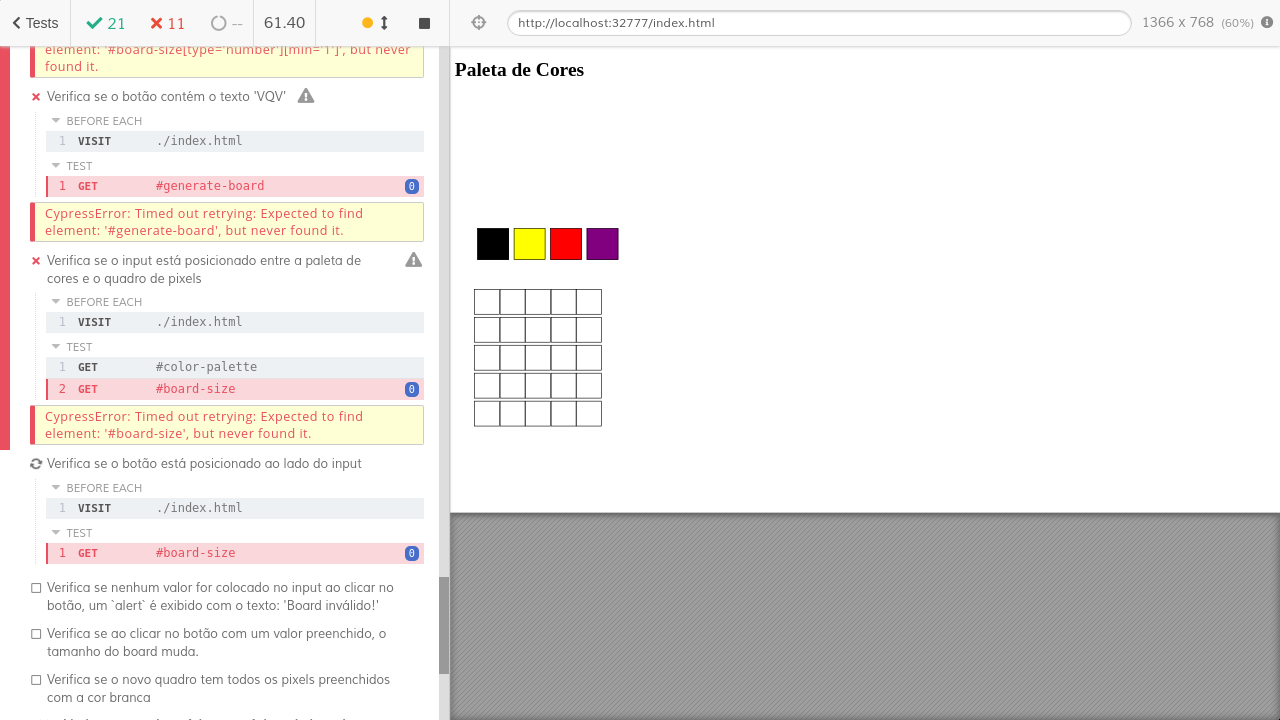 Tests 21 11 -- 61.40
http://localhost:32777/index.html 1366 x 768 (60%)
element: '#board-size[type='number'][min='1']', but never
found it.
Verifica se o botão contém o texto 'VQV'
BEFORE EACH
1 VISIT ./index.html
TEST
1 GET #generate-board 0
CypressError: Timed out retrying: Expected to find
element: '#generate-board', but never found it.
Verifica se o input está posicionado entre a paleta de
cores e o quadro de pixels
BEFORE EACH
1 VISIT ./index.html
TEST
1 GET #color-palette
2 GET #board-size 0
CypressError: Timed out retrying: Expected to find
element: '#board-size', but never found it.
Verifica se o botão está posicionado ao lado do input
BEFORE EACH
1 VISIT ./index.html
TEST
1 GET #board-size 0
Verifica se nenhum valor for colocado no input ao clicar no
botão, um `alert` é exibido com o texto: 'Board inválido!'
Verifica se ao clicar no botão com um valor preenchido, o
tamanho do board muda.
Verifica se o novo quadro tem todos os pixels preenchidos
com a cor branca
Paleta de Cores